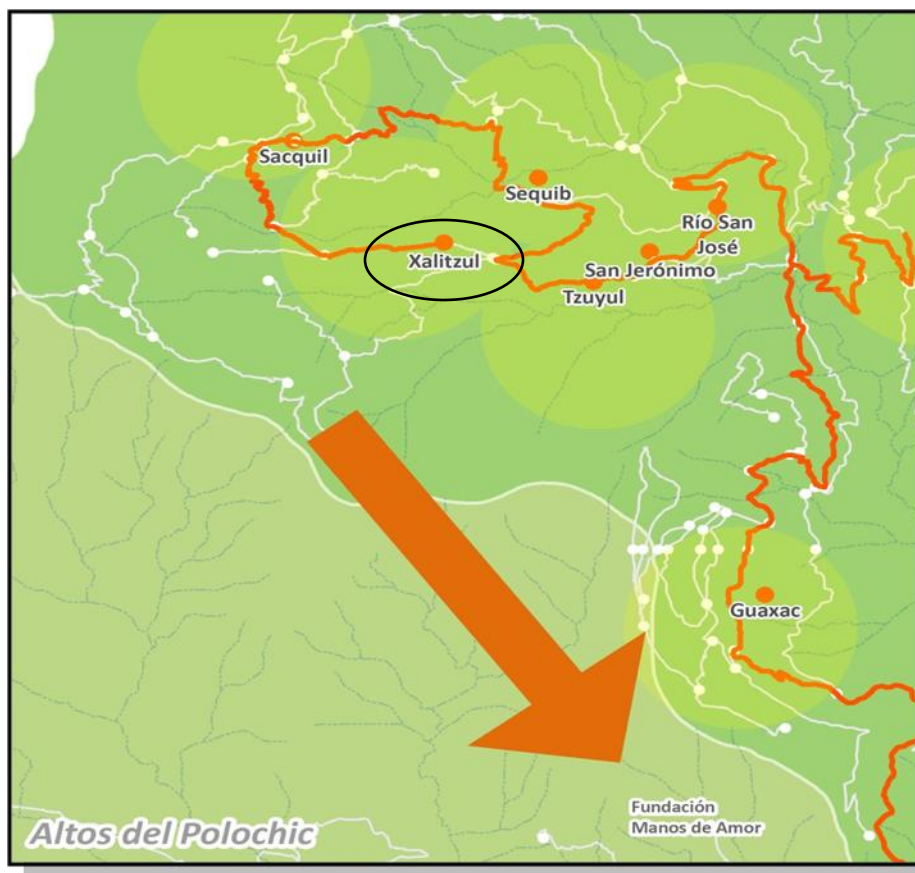 Sacquil
Sequib
Río San
José
Xalitzul
San Jerónimo
Tzuyul
Guaxac
Fundación
Manos de Amor
Altos del Polochic